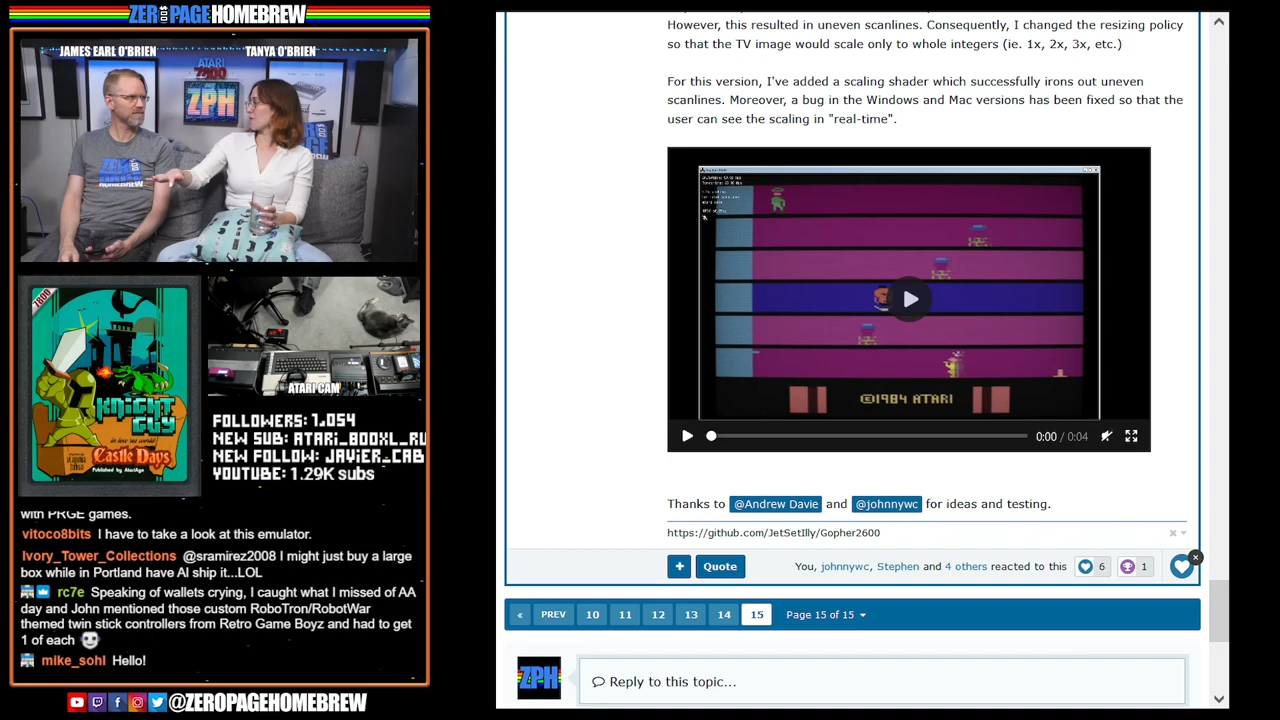 ZEROPAGEHOMEBREW
JAMES EARL O'BRIEN
TANYA O'BRIEN
ATARI
7800
ZPH
7800
KNIGHT
GUY
Castle Days
Published by AtariAge
ATARI CAM
FOLLOWERS: 1,054
NEW SUB: ATARI_800XL_RU
NEW FOLLOW: JAVIER_CAB
YOUTUBE: 1.29K subs
with PRGE games.
vitoco8bits I have to take a look at this emulator.
Ivory_Tower_Collections @sramirez2008 I might just buy a large
box while in Portland have AI ship it...LOL
rc7e Speaking of wallets crying, I caught what I missed of AA
day and John mentioned those custom RoboTron/RobotWar
themed twin stick controllers from Retro Game Boyz and had to get
1 of each
mike_sohl Hello!
@ZEROPAGEHOMEBREW
However, this resulted in uneven scanlines. Consequently, I changed the resizing policy
so that the TV image would scale only to whole integers (ie. 1x, 2x, 3x, etc.)
For this version, I've added a scaling shader which successfully irons out uneven
scanlines. Moreover, a bug in the Windows and Mac versions has been fixed so that the
user can see the scaling in "real-time".
©1984 ATARI
0:00 / 0:04
Thanks to @Andrew Davie and @johnnywc for ideas and testing.
https://github.com/JetSetIlly/Gopher2600
+ Quote
You, johnnywc, Stephen and 4 others reacted to this
6
1
« PREV 10 11 12 13 14 15 Page 15 of 15
ZPH
Reply to this topic...